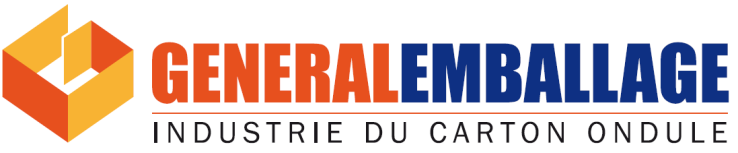 GENERALEMBALLAGE
INDUSTRIE DU CARTON ONDULE